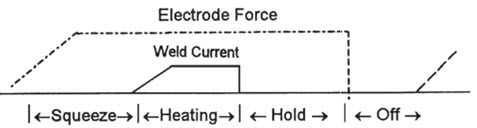 Electrode Force
Weld Current
|←Squeeze→|←Heating→|← Hold →|← Off→